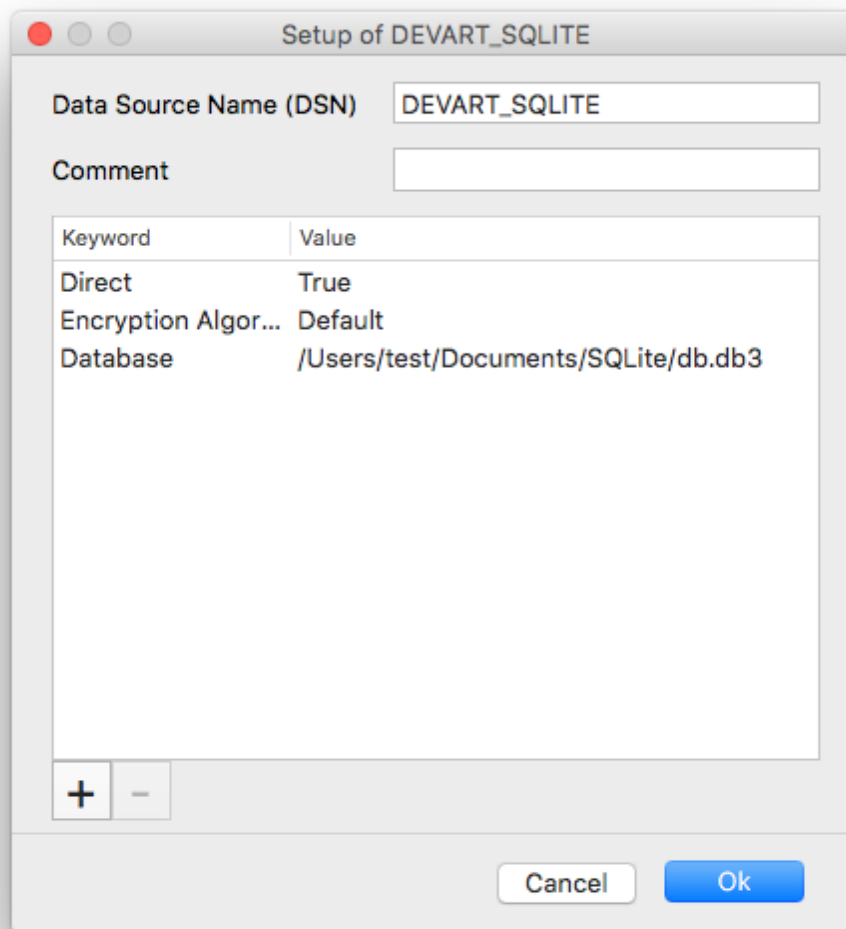 Setup of DEVART_SQLITE
Data Source Name (DSN) DEVART_SQLITE
Comment
Keyword Value
Direct True
Encryption Algor... Default
Database /Users/test/Documents/SQLite/db.db3
+ -
Cancel Ok